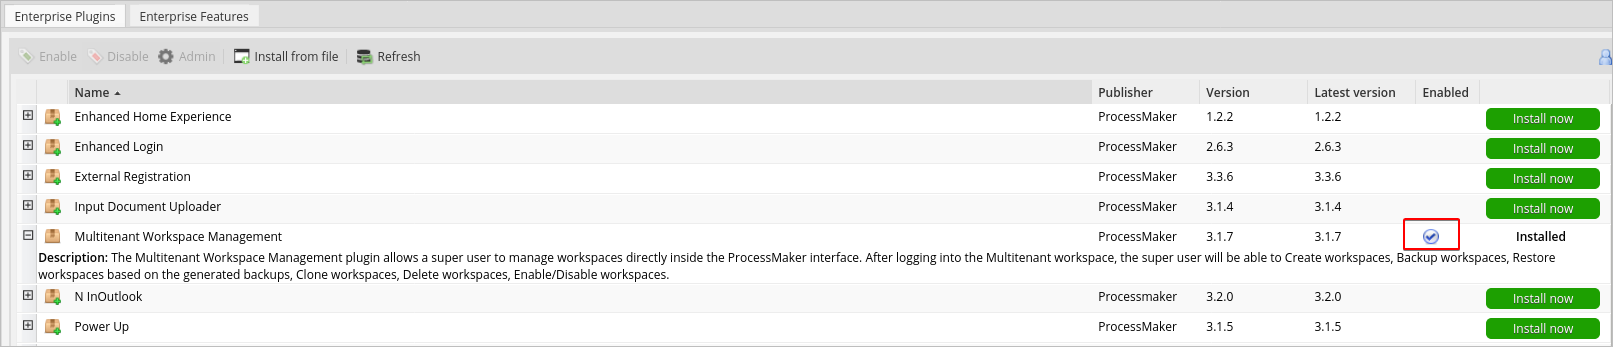 Enterprise Plugins Enterprise Features
Enable Disable Admin Install from file Refresh
Name Publisher Version Latest version Enabled
Enhanced Home Experience ProcessMaker 1.2.2 1.2.2 Install now
Enhanced Login ProcessMaker 2.6.3 2.6.3 Install now
External Registration ProcessMaker 3.3.6 3.3.6 Install now
Input Document Uploader ProcessMaker 3.1.4 3.1.4 Install now
Multitenant Workspace Management ProcessMaker 3.1.7 3.1.7 Installed
Description: The Multitenant Workspace Management plugin allows a super user to manage workspaces directly inside the ProcessMaker interface. After logging into the Multitenant workspace, the super user will be able to Create workspaces, Backup workspaces, Restore
workspaces based on the generated backups, Clone workspaces, Delete workspaces, Enable/Disable workspaces.
N InOutlook Processmaker 3.2.0 3.2.0 Install now
Power Up ProcessMaker 3.1.5 3.1.5 Install now